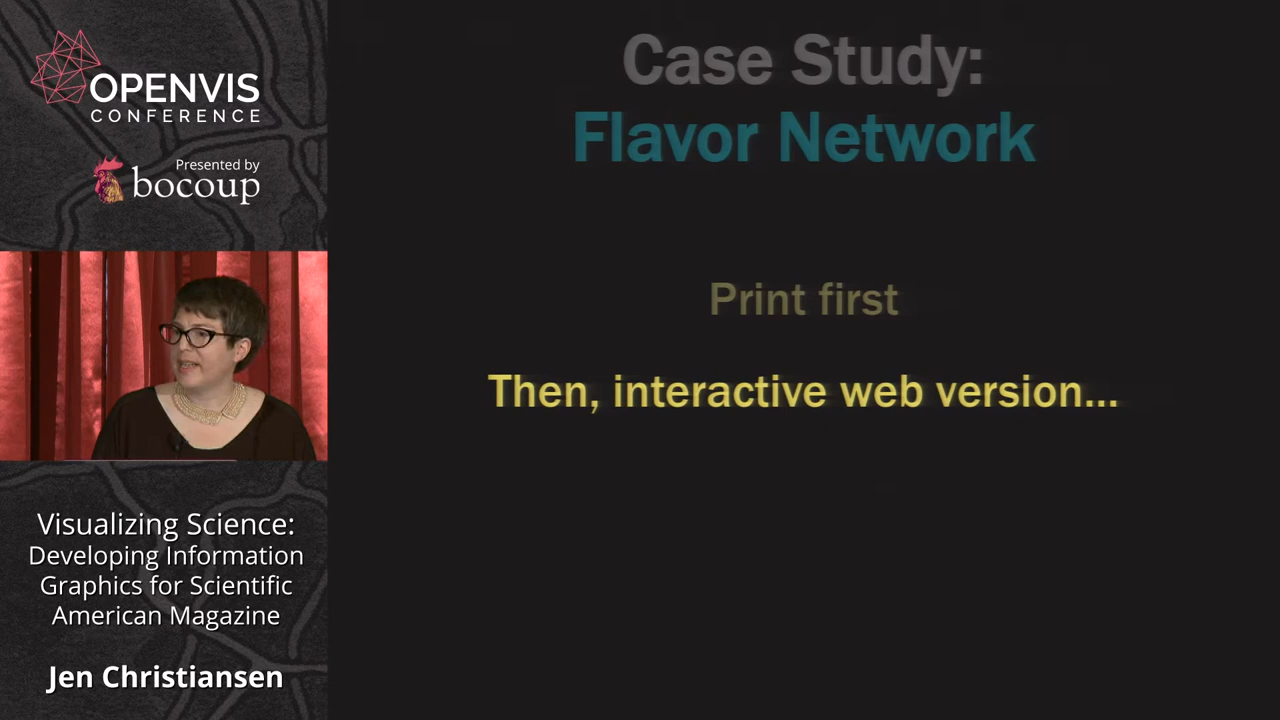 OPENVIS
CONFERENCE
Presented by
bocoup
Visualizing Science:
Developing Information
Graphics for Scientific
American Magazine
Jen Christiansen
Case Study:
Flavor Network
Print first
Then, interactive web version...